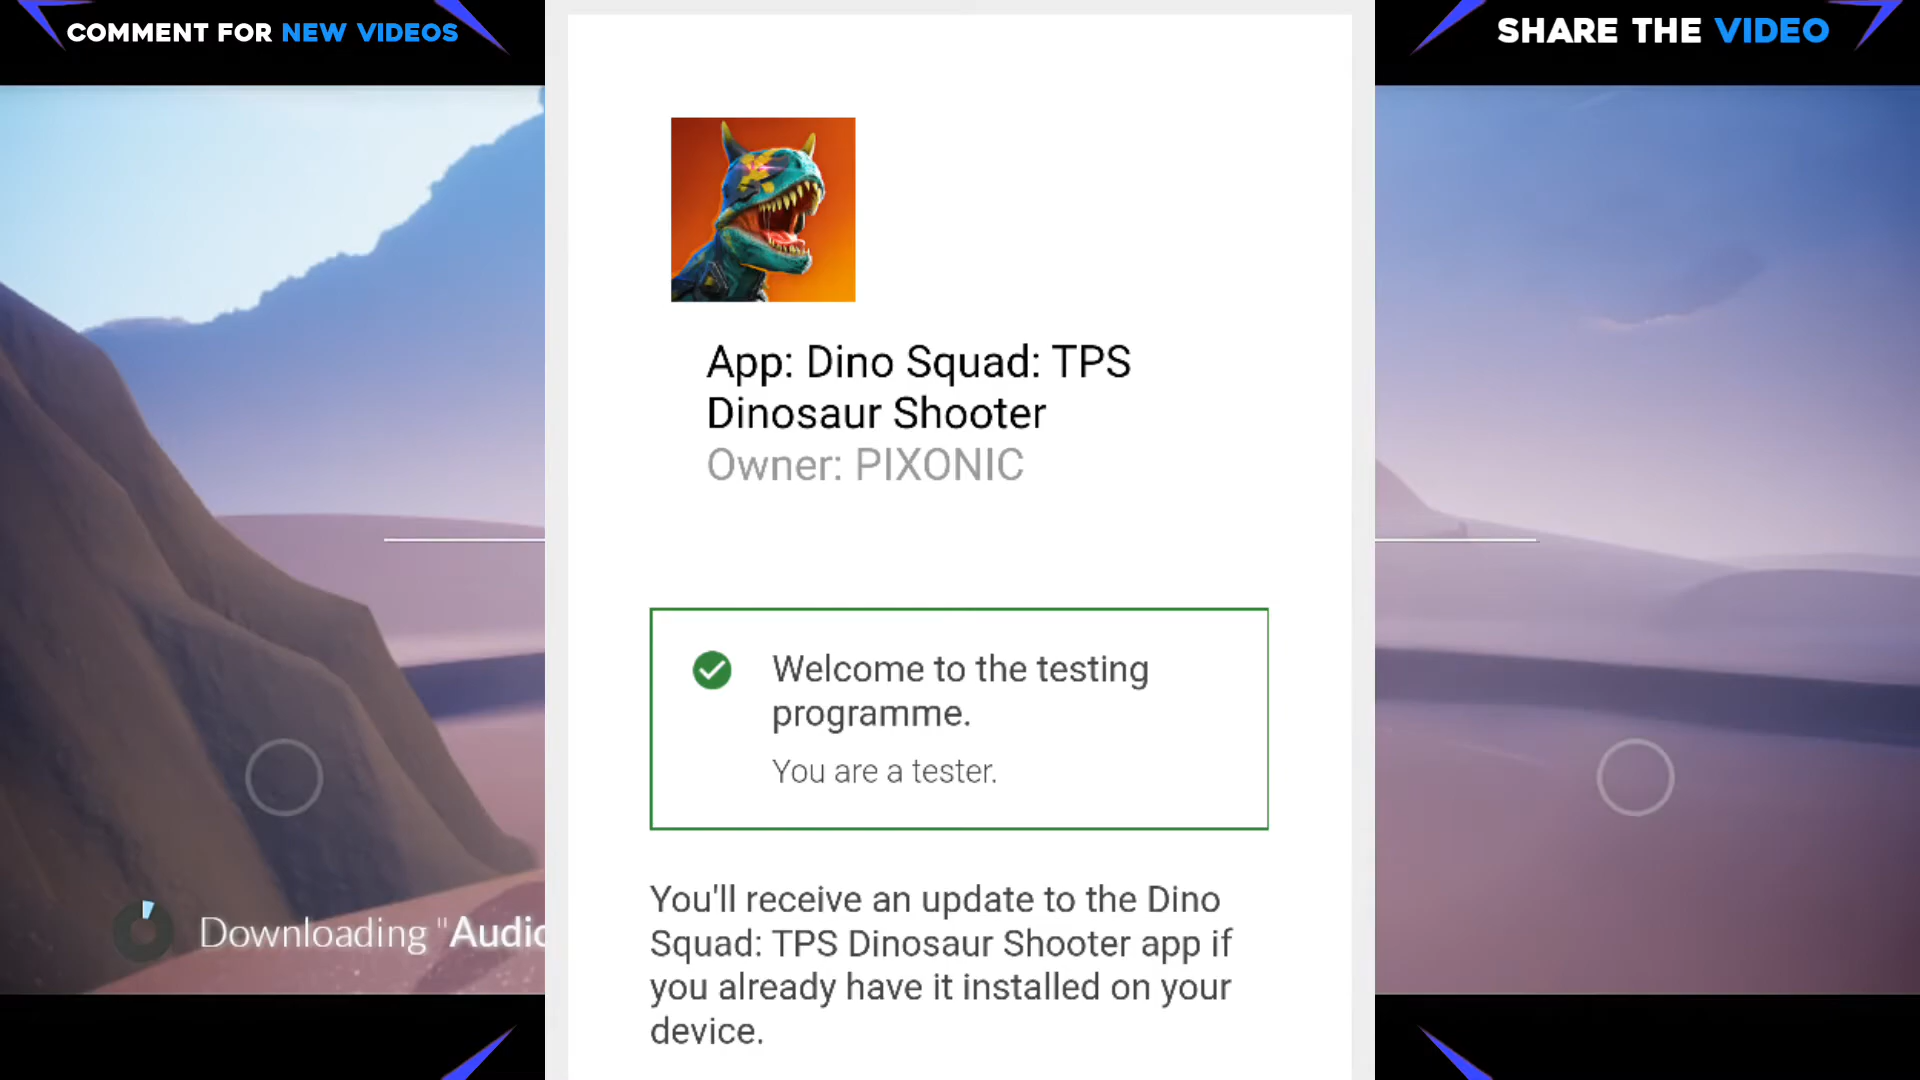 COMMENT FOR NEW VIDEOS
SHARE THE VIDEO
App: Dino Squad: TPS
Dinosaur Shooter
Owner: PIXONIC
Welcome to the testing
programme.
You are a tester.
Downloading "Audio
You'll receive an update to the Dino
Squad: TPS Dinosaur Shooter app if
you already have it installed on your
device.